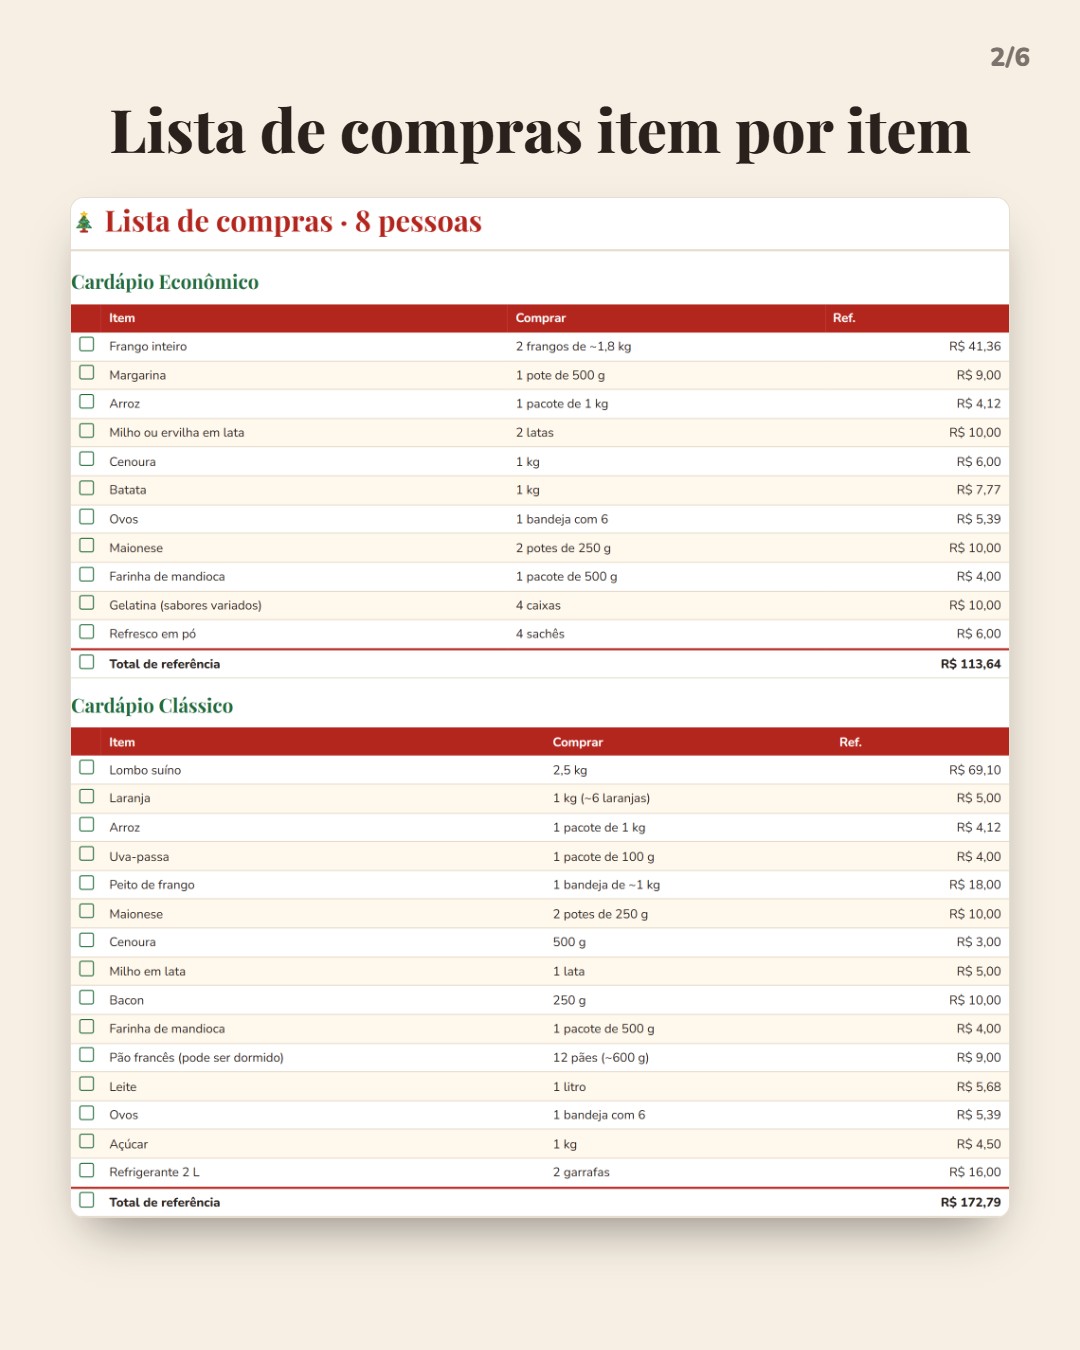 2/6
Lista de compras item por item
Lista de compras · 8 pessoas
Cardápio Econômico
Item Comprar Ref.
Frango inteiro 2 frangos de ~1,8 kg R$ 41,36
Margarina 1 pote de 500 g R$ 9,00
Arroz 1 pacote de 1 kg R$ 4,12
Milho ou ervilha em lata 2 latas R$ 10,00
Cenoura 1 kg R$ 6,00
Batata 1 kg R$ 7,77
Ovos 1 bandeja com 6 R$ 5,39
Maionese 2 potes de 250 g R$ 10,00
Farinha de mandioca 1 pacote de 500 g R$ 4,00
Gelatina (sabores variados) 4 caixas R$ 10,00
Refresco em pó 4 sachês R$ 6,00
Total de referência R$ 113,64
Cardápio Clássico
Item Comprar Ref.
Lombo suíno 2,5 kg R$ 69,10
Laranja 1 kg (~6 laranjas) R$ 5,00
Arroz 1 pacote de 1 kg R$ 4,12
Uva-passa 1 pacote de 100 g R$ 4,00
Peito de frango 1 bandeja de ~1 kg R$ 18,00
Maionese 2 potes de 250 g R$ 10,00
Cenoura 500 g R$ 3,00
Milho em lata 1 lata R$ 5,00
Bacon 250 g R$ 10,00
Farinha de mandioca 1 pacote de 500 g R$ 4,00
Pão francês (pode ser dormido) 12 pães (~600 g) R$ 9,00
Leite 1 litro R$ 5,68
Ovos 1 bandeja com 6 R$ 5,39
Açúcar 1 kg R$ 4,50
Refrigerante 2 L 2 garrafas R$ 16,00
Total de referência R$ 172,79